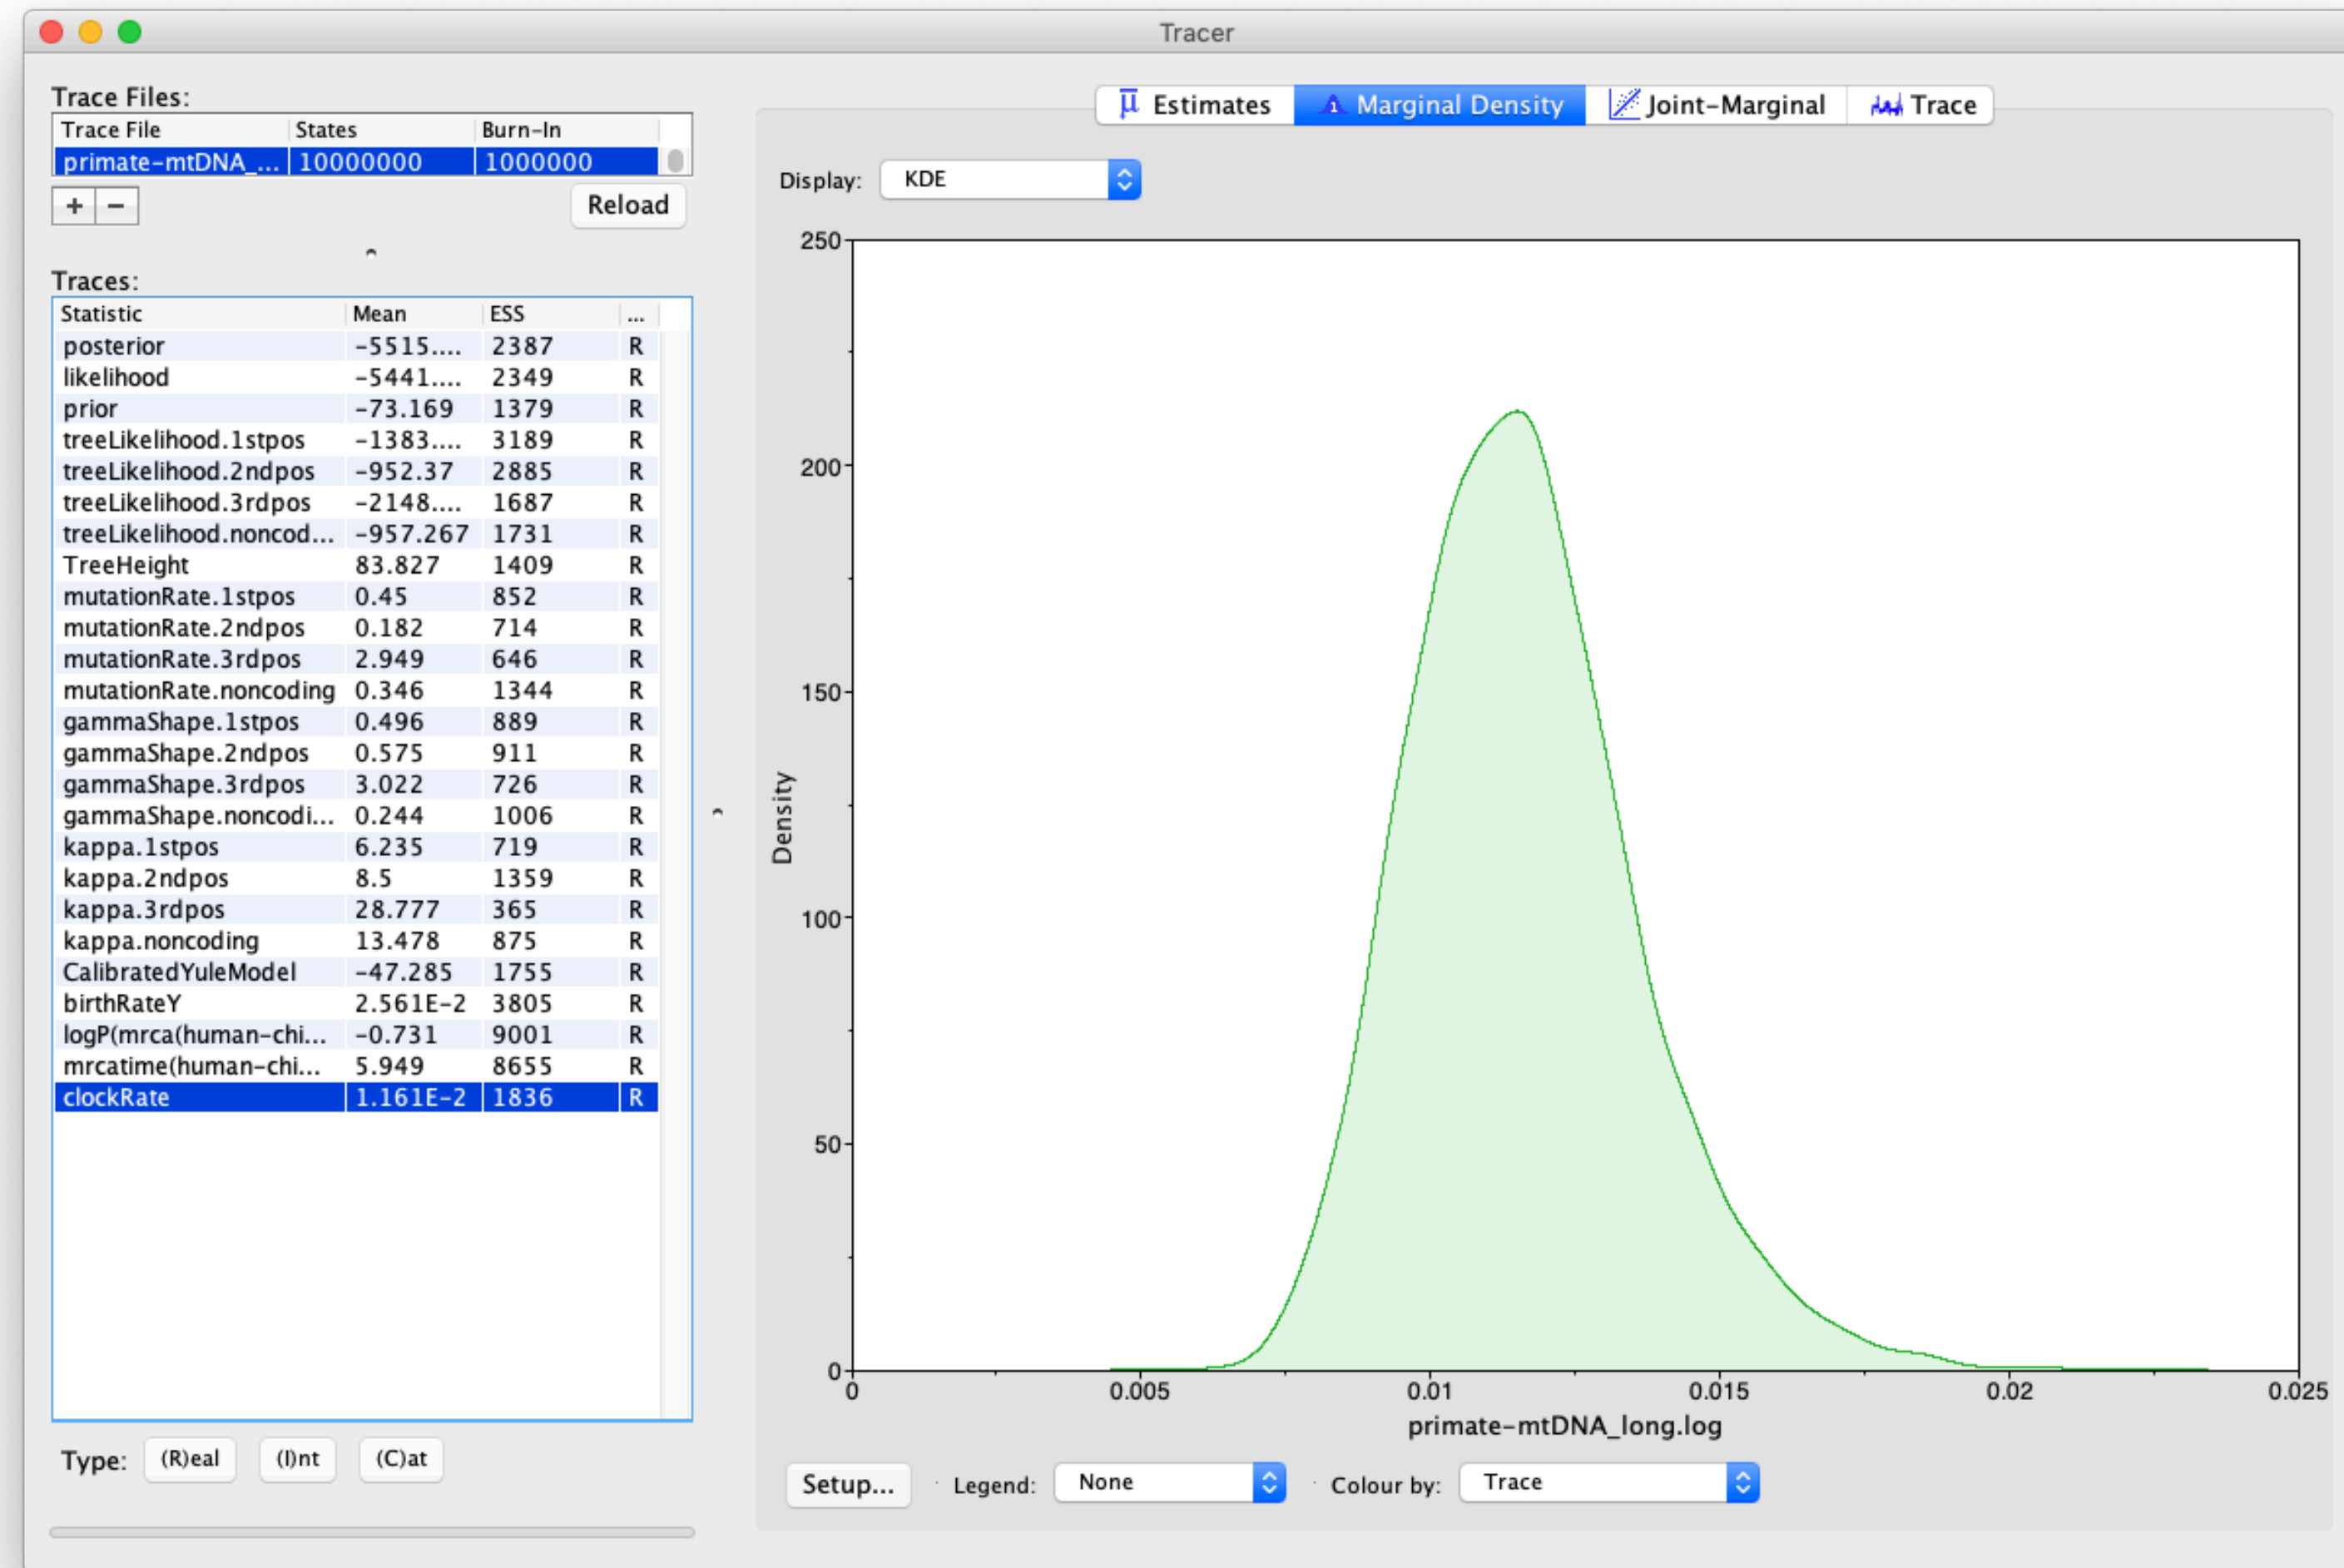 Tracer
Trace Files:
Trace File States Burn-In
primate-mtDNA_... 10000000 1000000
+ − Reload
Traces:
Statistic Mean ESS ...
posterior -5515.... 2387 R
likelihood -5441.... 2349 R
prior -73.169 1379 R
treeLikelihood.1stpos -1383.... 3189 R
treeLikelihood.2ndpos -952.37 2885 R
treeLikelihood.3rdpos -2148.... 1687 R
treeLikelihood.noncod... -957.267 1731 R
TreeHeight 83.827 1409 R
mutationRate.1stpos 0.45 852 R
mutationRate.2ndpos 0.182 714 R
mutationRate.3rdpos 2.949 646 R
mutationRate.noncoding 0.346 1344 R
gammaShape.1stpos 0.496 889 R
gammaShape.2ndpos 0.575 911 R
gammaShape.3rdpos 3.022 726 R
gammaShape.noncodi... 0.244 1006 R
kappa.1stpos 6.235 719 R
kappa.2ndpos 8.5 1359 R
kappa.3rdpos 28.777 365 R
kappa.noncoding 13.478 875 R
CalibratedYuleModel -47.285 1755 R
birthRateY 2.561E-2 3805 R
logP(mrca(human-chi... -0.731 9001 R
mrcatime(human-chi... 5.949 8655 R
clockRate 1.161E-2 1836 R
Type: (R)eal (I)nt (C)at
Estimates Marginal Density Joint-Marginal Trace
Display: KDE
250
200
150
100
50
0
Density
0 0.005 0.01 0.015 0.02 0.025
primate-mtDNA_long.log
Setup... Legend: None Colour by: Trace